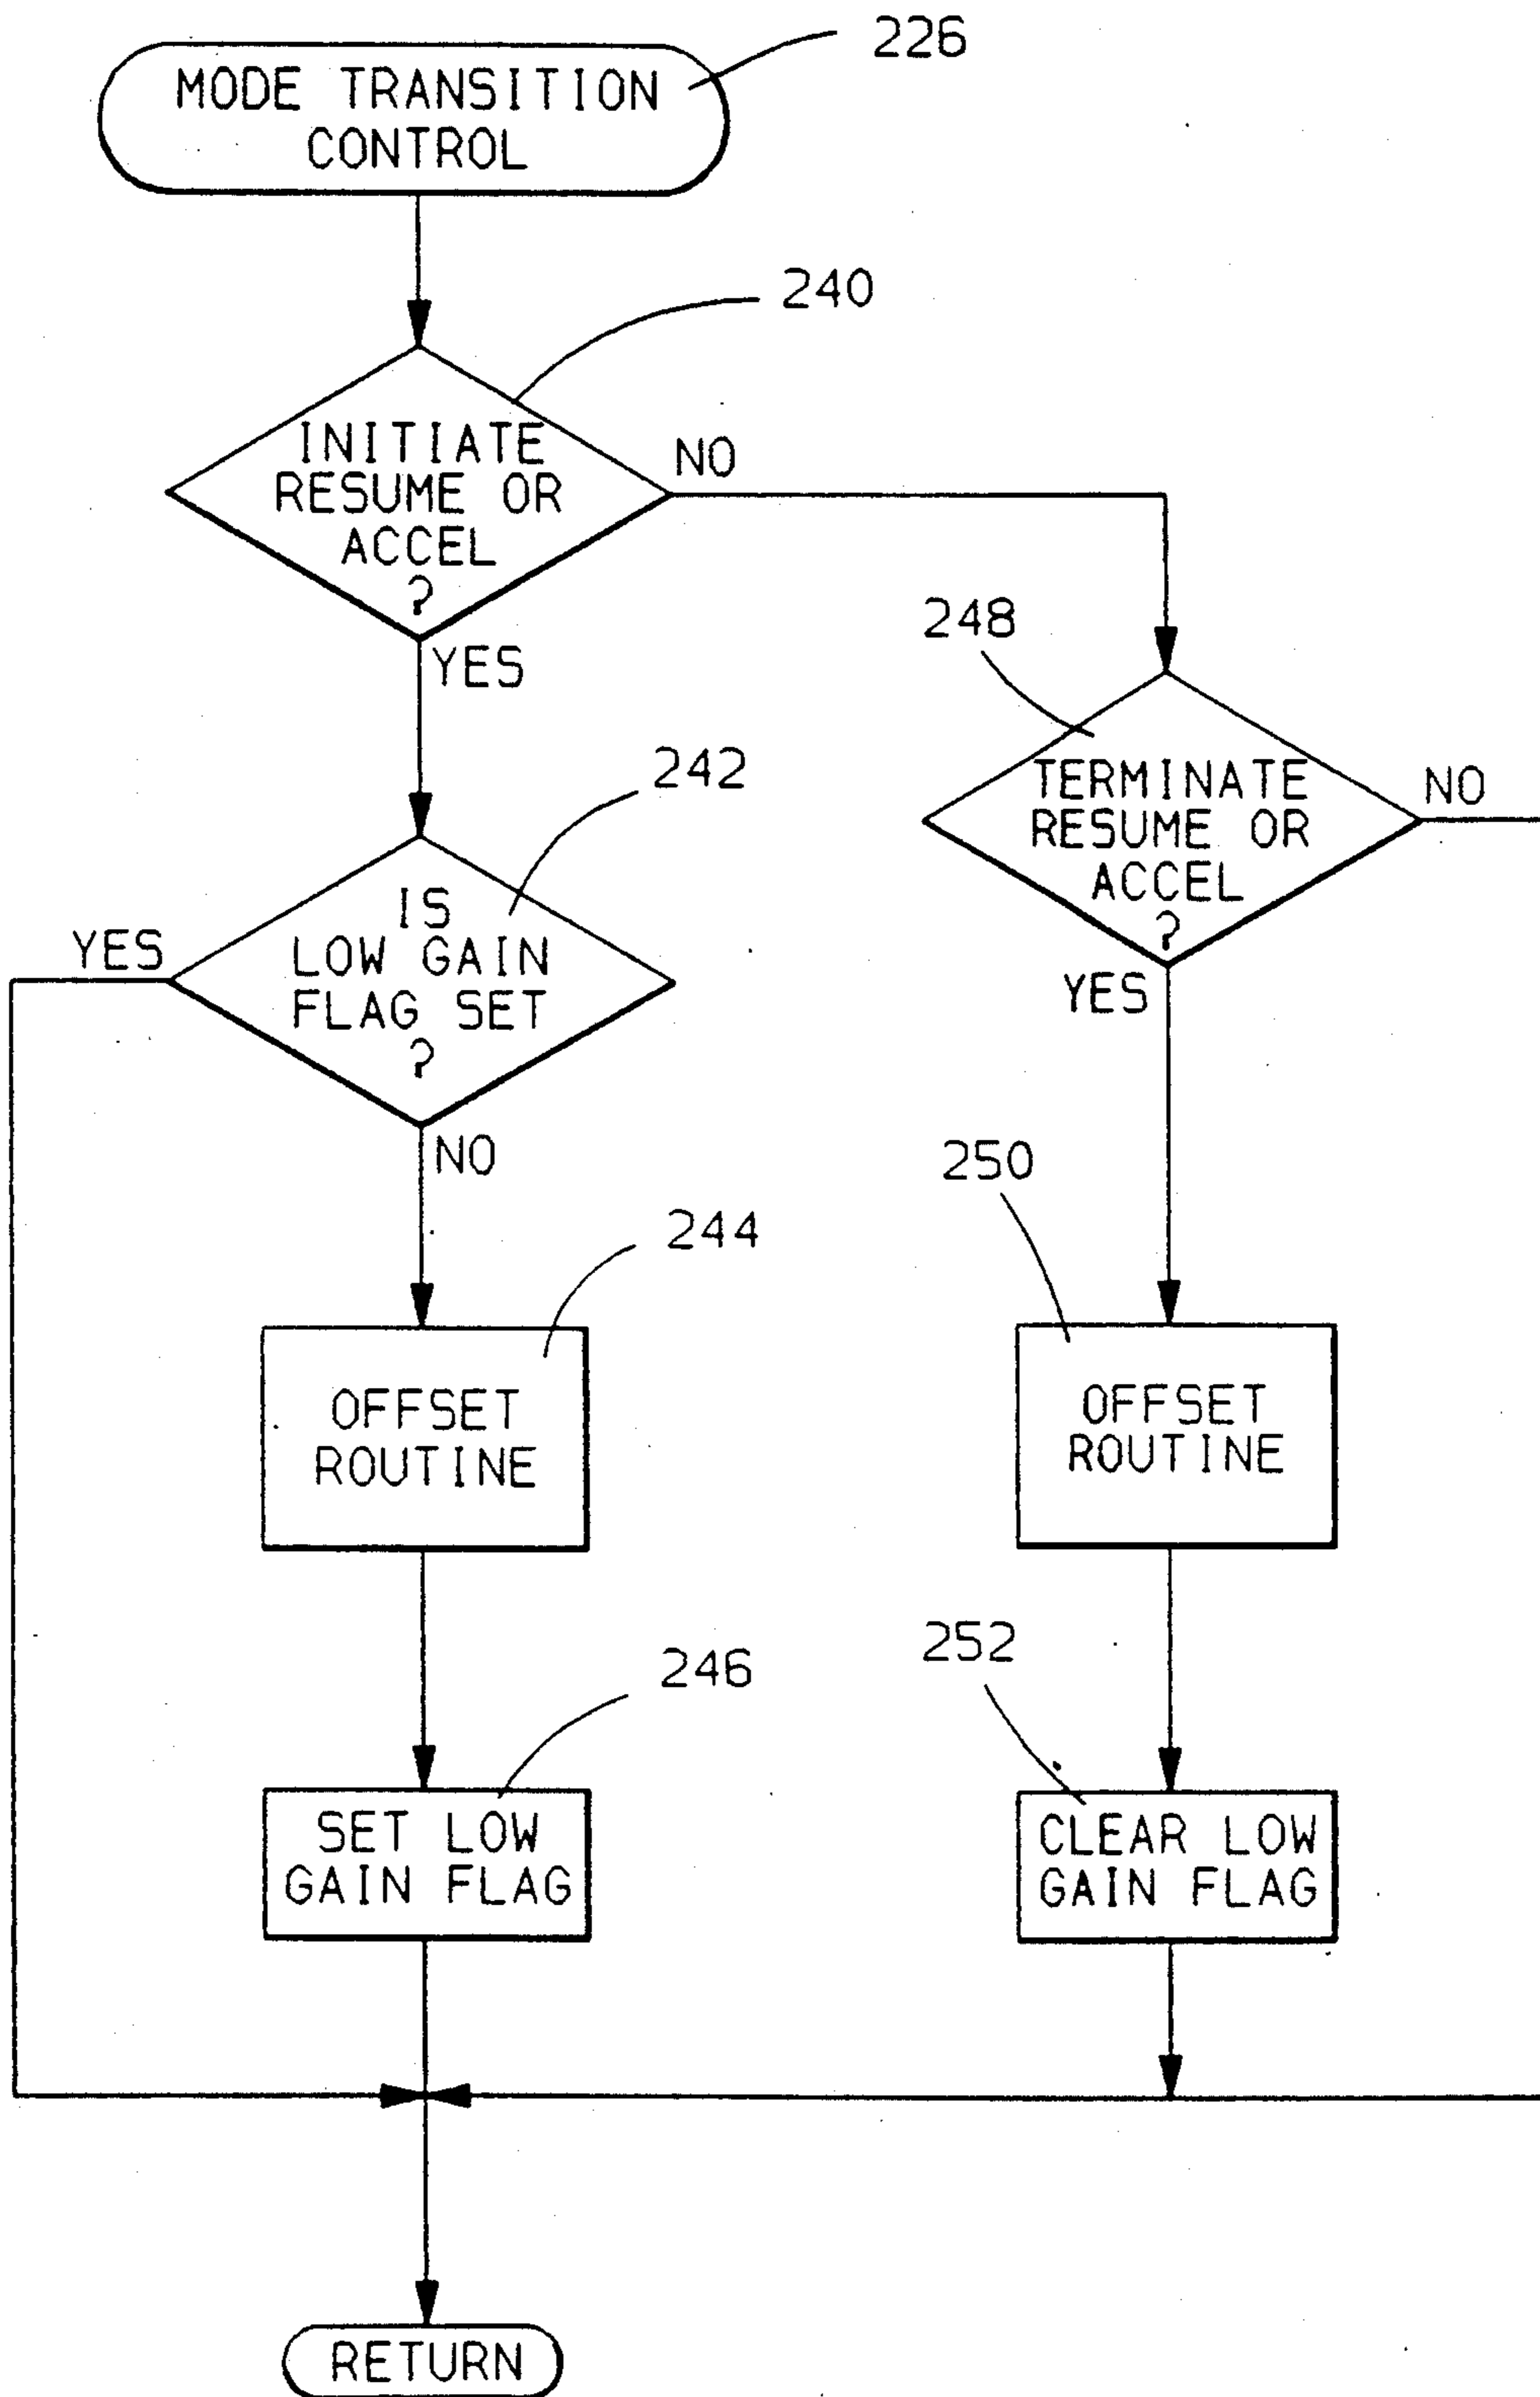 226
MODE TRANSITION
CONTROL
240
INITIATE
RESUME OR
ACCEL
?
NO
YES
248
TERMINATE
RESUME OR
ACCEL
?
NO
YES
242
IS
LOW GAIN
FLAG SET
?
YES
NO
250
244
OFFSET
ROUTINE
OFFSET
ROUTINE
252
246
SET LOW
GAIN FLAG
CLEAR LOW
GAIN FLAG
RETURN